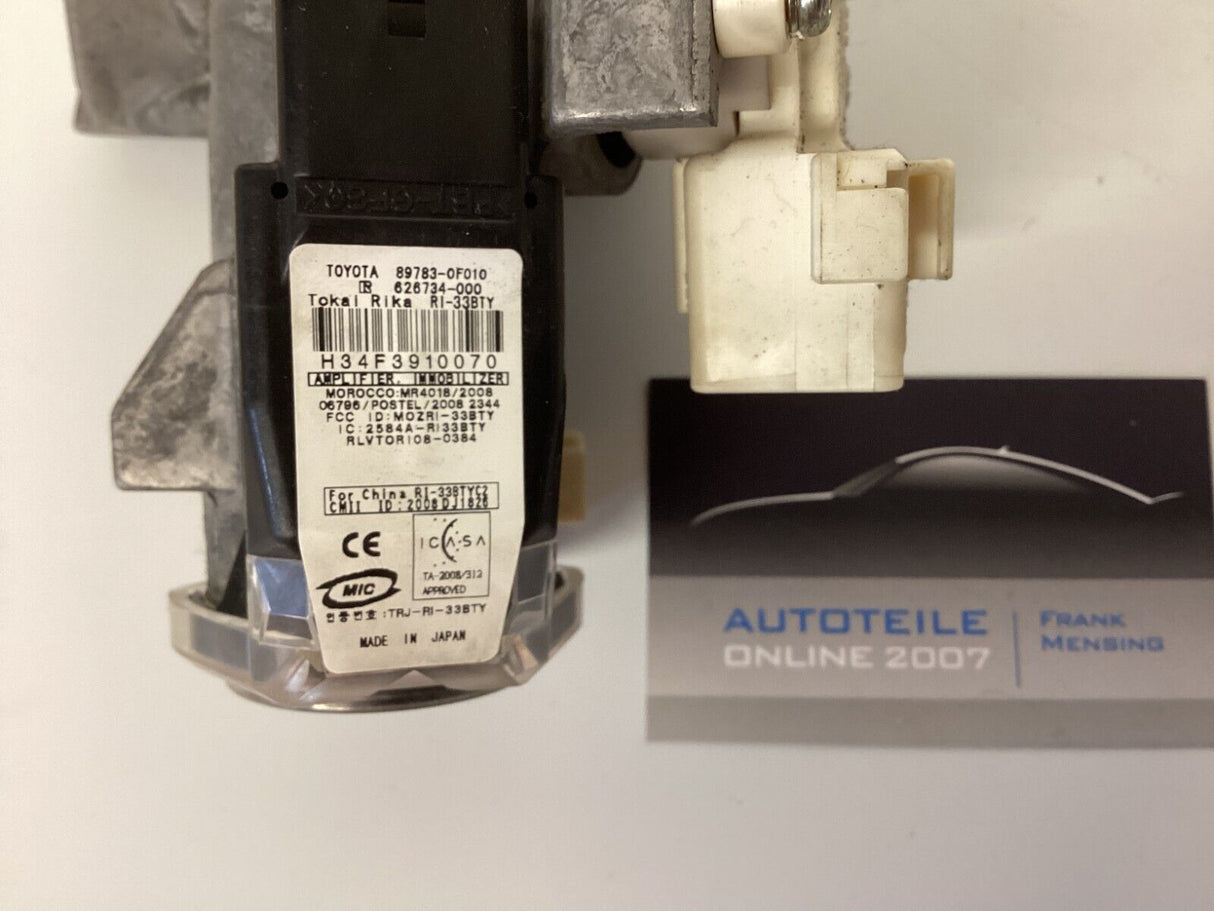 TOYOTA 89783-0F010
R 626734-000
Tokai Rika RI-33BTY
H34F3910070
AMPLIFIER, IMMOBILIZER
MOROCCO:MR4018/2008
06796/POSTEL/2008 2344
FCC ID:MOZRI-33BTY
IC:2584A-RI33BTY
RLVTORI08-0384
For China RI-33BTYC2
CMII ID:2008DJ1826
CE
ICASA
TA-2008/312
APPROVED
MIC
인증번호:TRJ-RI-33BTY
MADE IN JAPAN
AUTOTEILE
ONLINE 2007
FRANK
MENSING